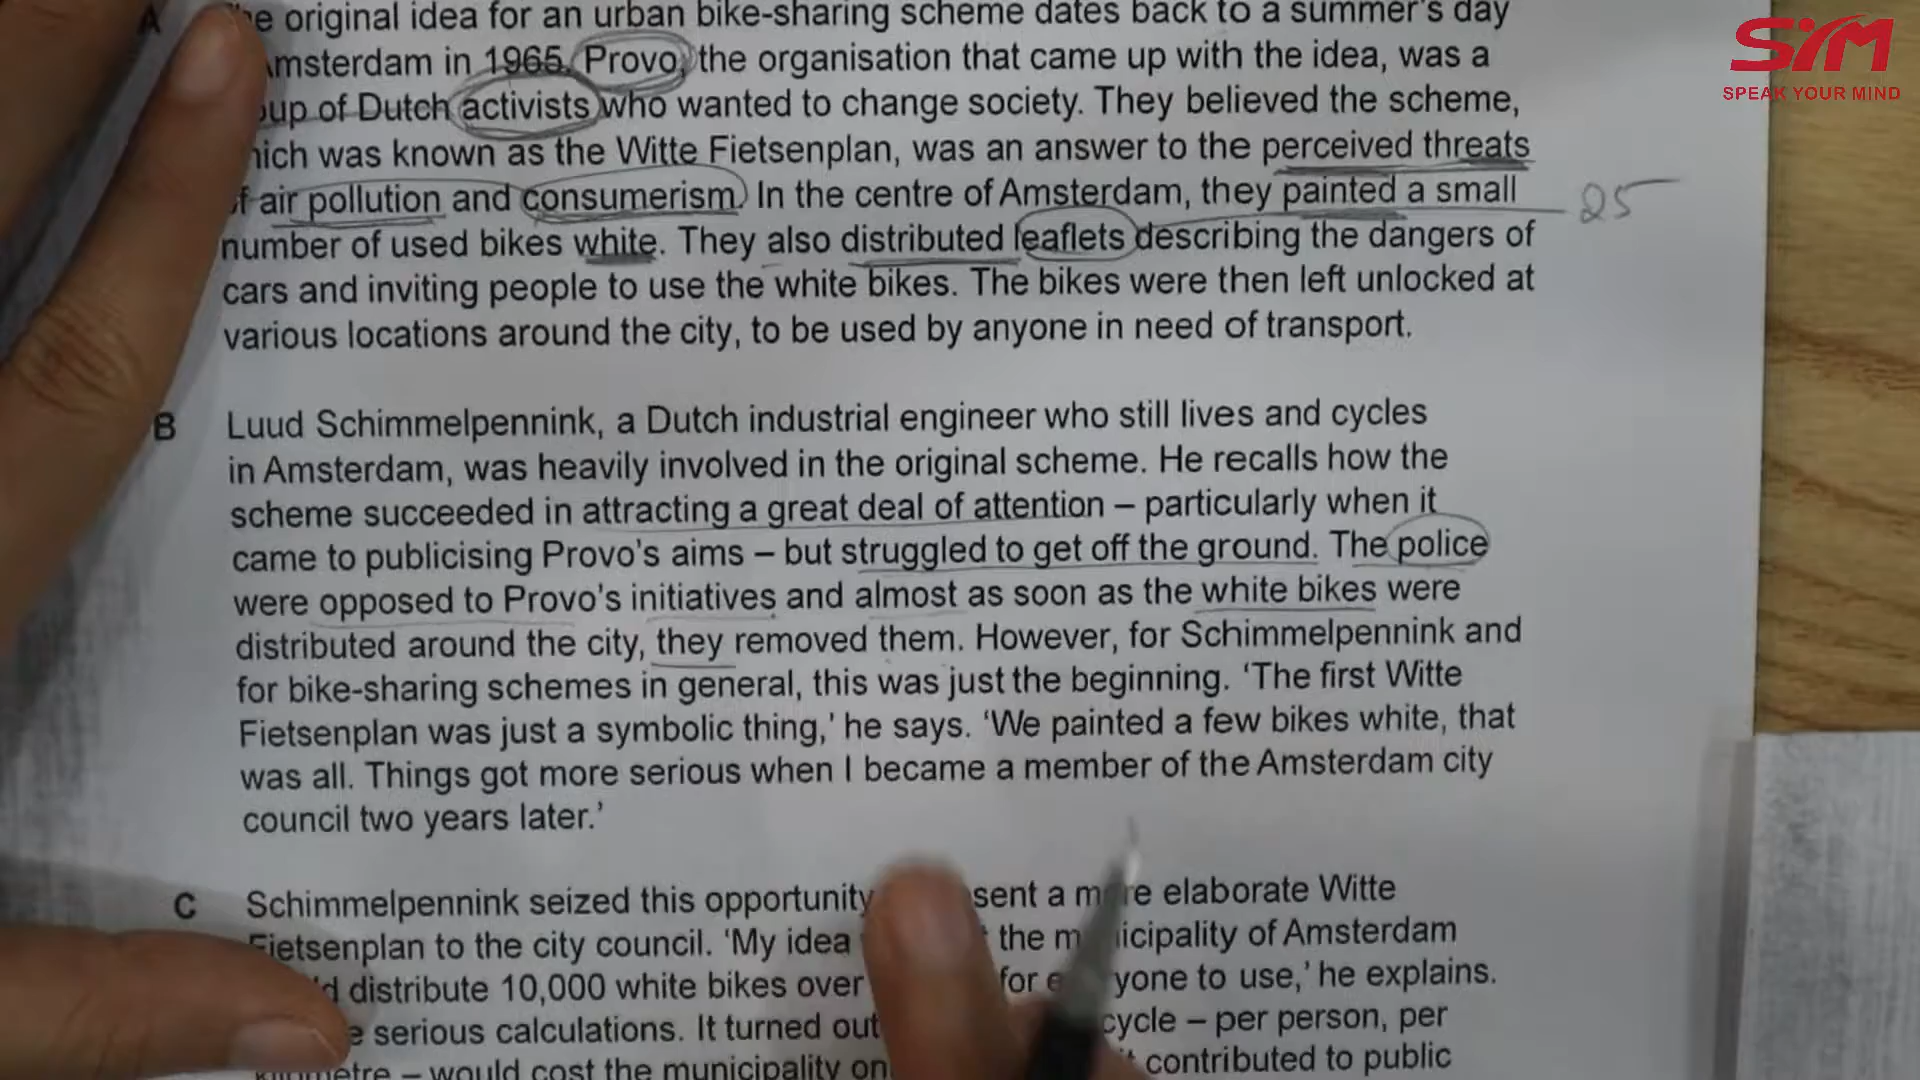 A
he original idea for an urban bike-sharing scheme dates back to a summer's day
Amsterdam in 1965. Provo, the organisation that came up with the idea, was a
oup of Dutch activists who wanted to change society. They believed the scheme,
hich was known as the Witte Fietsenplan, was an answer to the perceived threats
f air pollution and consumerism. In the centre of Amsterdam, they painted a small
25
number of used bikes white. They also distributed leaflets describing the dangers of
cars and inviting people to use the white bikes. The bikes were then left unlocked at
various locations around the city, to be used by anyone in need of transport.
B
Luud Schimmelpennink, a Dutch industrial engineer who still lives and cycles
in Amsterdam, was heavily involved in the original scheme. He recalls how the
scheme succeeded in attracting a great deal of attention – particularly when it
came to publicising Provo's aims – but struggled to get off the ground. The police
were opposed to Provo's initiatives and almost as soon as the white bikes were
distributed around the city, they removed them. However, for Schimmelpennink and
for bike-sharing schemes in general, this was just the beginning. ‘The first Witte
Fietsenplan was just a symbolic thing,’ he says. ‘We painted a few bikes white, that
was all. Things got more serious when I became a member of the Amsterdam city
council two years later.’
C
Schimmelpennink seized this opportunity sent a more elaborate Witte
Fietsenplan to the city council. ‘My idea the municipality of Amsterdam
d distribute 10,000 white bikes over for everyone to use,’ he explains.
e serious calculations. It turned out cycle – per person, per
kilometre – would cost the municipality on it contributed to public
SIM
SPEAK YOUR MIND